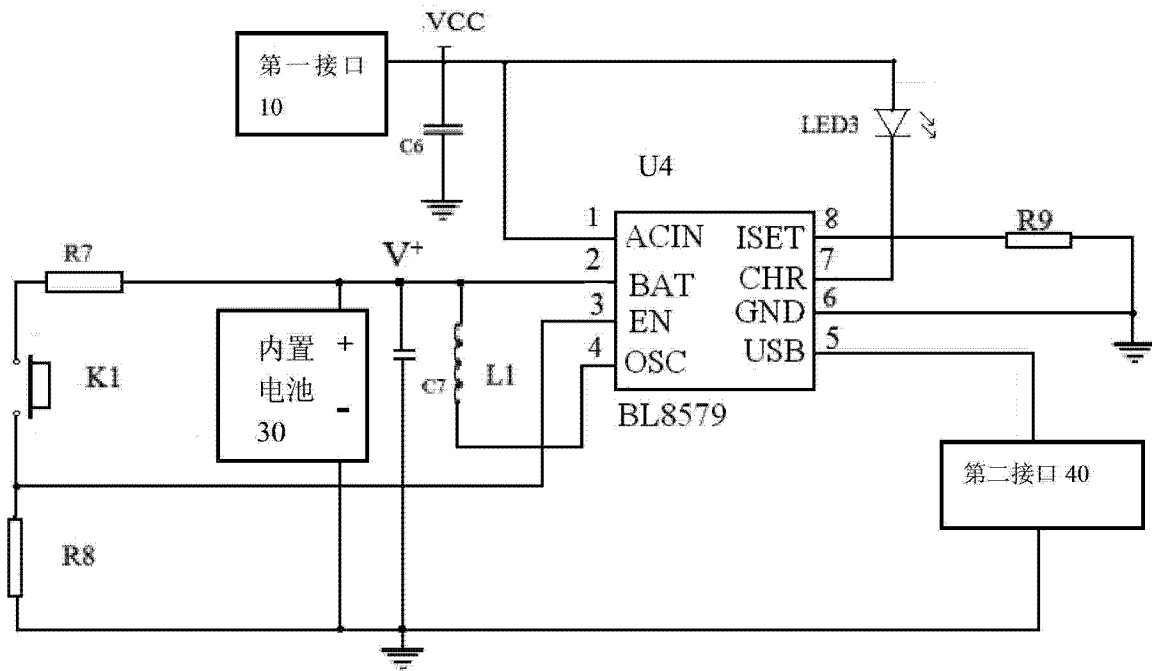 VCC
第一接口
10
C6
LED3
U4
1
ACIN
ISET
8
R9
R7
V+
2
BAT
CHR
7
3
EN
GND
6
4
OSC
USB
5
K1
内置
电池
30
+
-
C7
L1
BL8579
第二接口 40
R8